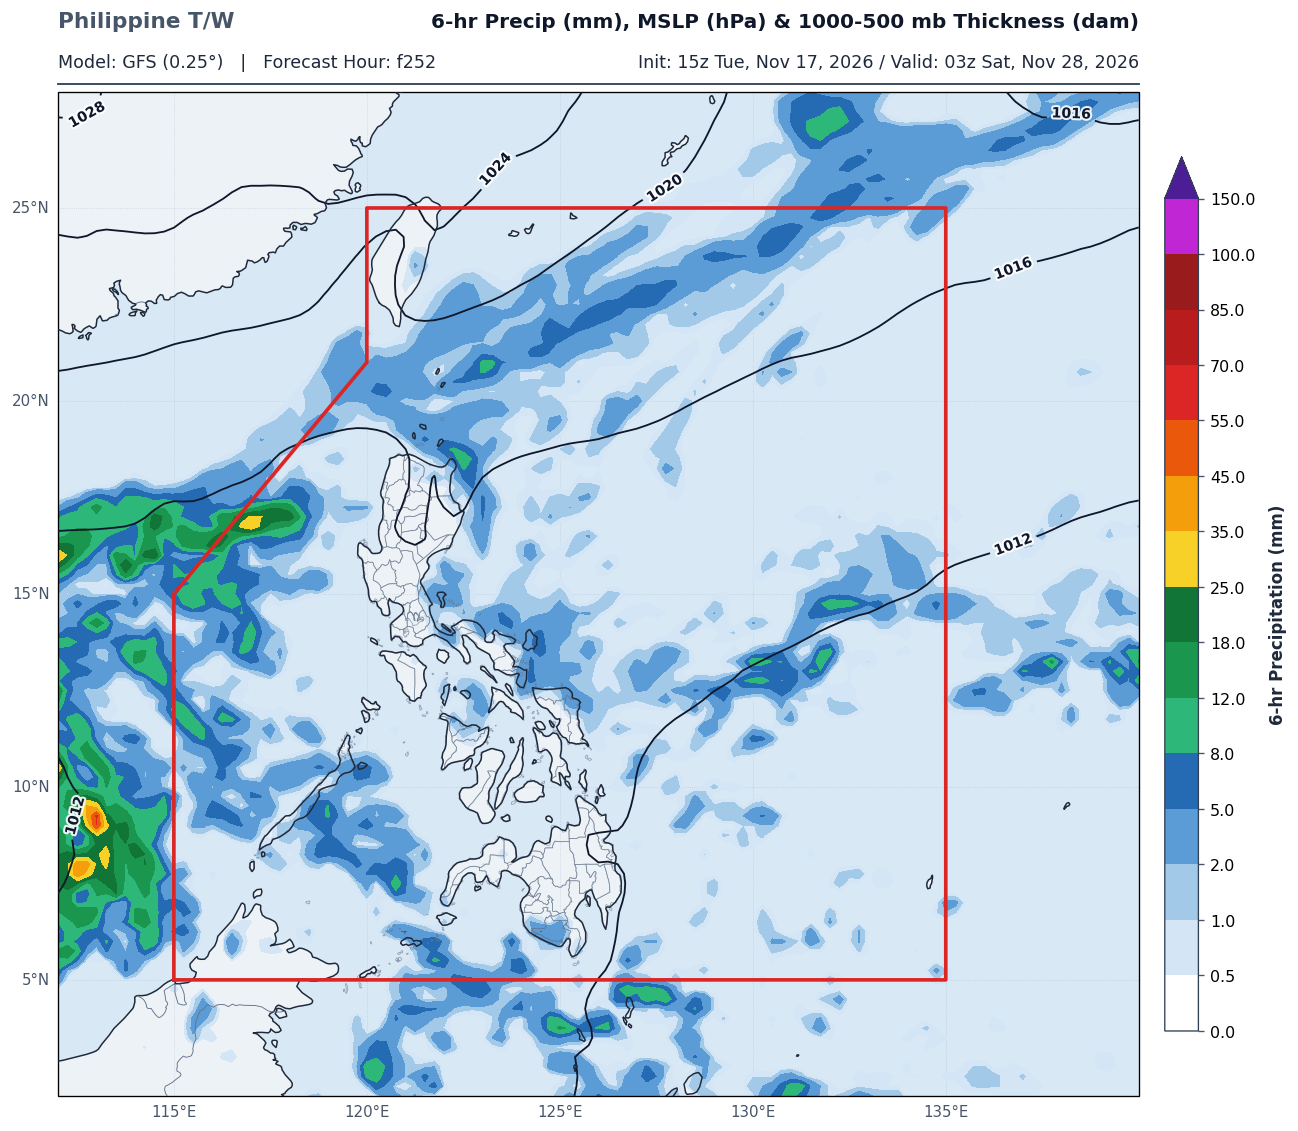 Philippine T/W
6-hr Precip (mm), MSLP (hPa) & 1000-500 mb Thickness (dam)
Model: GFS (0.25°) | Forecast Hour: f252
Init: 15z Tue, Nov 17, 2026 / Valid: 03z Sat, Nov 28, 2026
1028
1024
1020
1016
1016
1012
1012
25°N
20°N
15°N
10°N
5°N
115°E
120°E
125°E
130°E
135°E
150.0
100.0
85.0
70.0
55.0
45.0
35.0
25.0
18.0
12.0
8.0
5.0
2.0
1.0
0.5
0.0
6-hr Precipitation (mm)